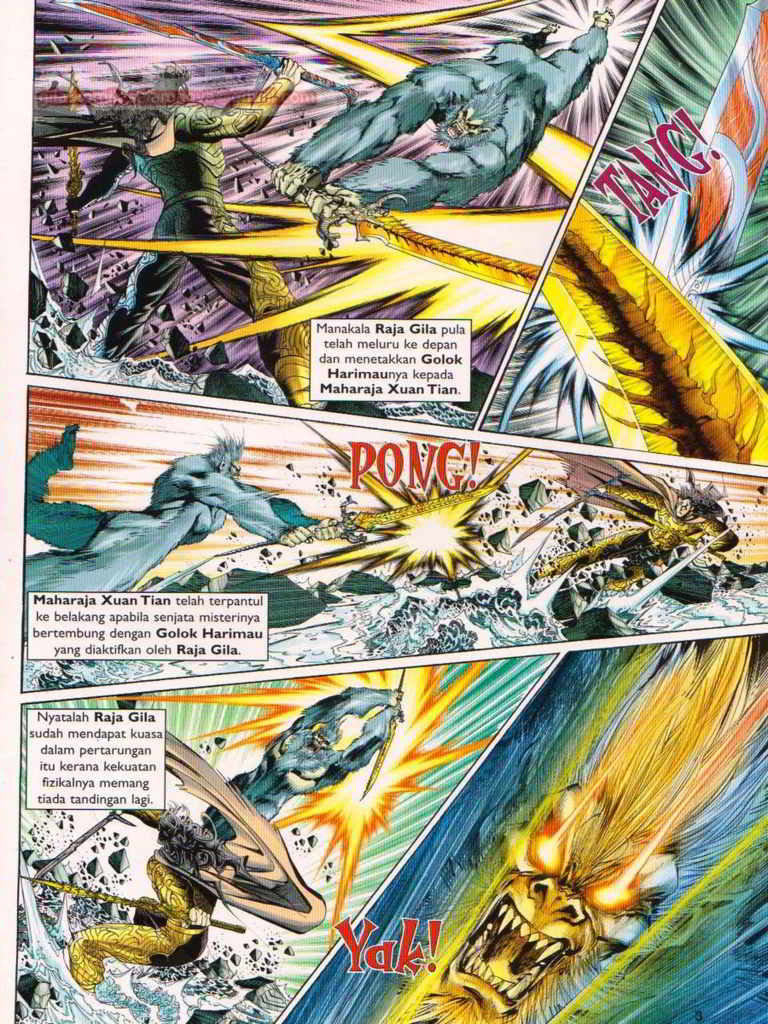 TANG!
Manakala Raja Gila pula
telah meluru ke depan
dan menetakkan Golok
Harimaunya kepada
Maharaja Xuan Tian.
PONG!
Maharaja Xuan Tian telah terpantul
ke belakang apabila senjata misterinya
bertembung dengan Golok Harimau
yang diaktifkan oleh Raja Gila.
Nyatalah Raja Gila
sudah mendapat kuasa
dalam pertarungan
itu kerana kekuatan
fizikalnya memang
tiada tandingan lagi.
Yak!
3